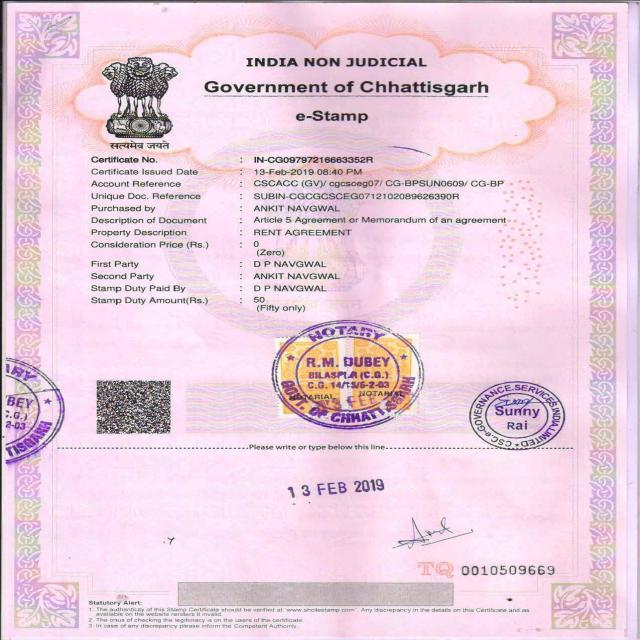 INDIA NON JUDICIAL
Government of Chhattisgarh
e-Stamp
सत्यमेव जयते
Certificate No. : IN-CG09797216663352R
Certificate Issued Date : 13-Feb-2019 08:40 PM
Account Reference : CSCACC (GV)/ cgcsceg07/ CG-BPSUN0609/ CG-BP
Unique Doc. Reference : SUBIN-CGCGCSCEG0712102089626390R
Purchased by : ANKIT NAVGWAL
Description of Document : Article 5 Agreement or Memorandum of an agreement
Property Description : RENT AGREEMENT
Consideration Price (Rs.) : 0
(Zero)
First Party : D P NAVGWAL
Second Party : ANKIT NAVGWAL
Stamp Duty Paid By : D P NAVGWAL
Stamp Duty Amount(Rs.) : 50
(Fifty only)
NOTARY
R.M. DUBEY
BILASPUR (C.G.)
C.G. 14/13/6-2-03
NOTARIAL NOTARIAL
3 FEB
GOVT. OF CHHATTISGARH
NOTARY
BEY
C.G.)
2-03
TISGARH
CSC e-GOVERNANCE SERVICES INDIA LIMITED
Sunny
Rai
Please write or type below this line
13 FEB 2019
TQ 0010509669
Statutory Alert:
1. The authenticity of this Stamp Certificate should be verified at "www.shcilestamp.com". Any discrepancy in the details on this Certificate and as
available on the website renders it invalid.
2. The onus of checking the legitimacy is on the users of the certificate.
3. In case of any discrepancy please inform the Competent Authority.